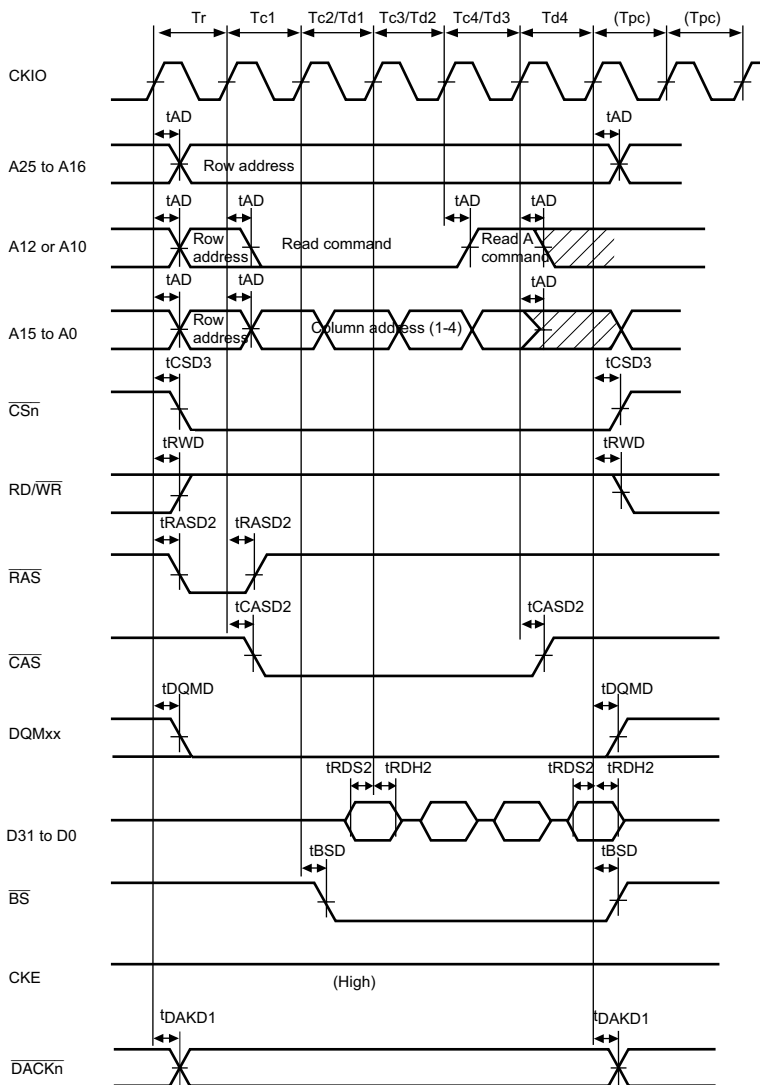 Tr Tc1 Tc2/Td1 Tc3/Td2 Tc4/Td3 Td4 (Tpc) (Tpc)
CKIO
tAD tAD
A25 to A16 Row address
tAD tAD tAD tAD
A12 or A10 Row address Read command Read A command
tAD tAD tAD
A15 to A0 Row address Column address (1-4)
tCSD3 tCSD3
CSn
tRWD tRWD
RD/WR
tRASD2 tRASD2
RAS
tCASD2 tCASD2
CAS
tDQMD tDQMD
DQMxx
tRDS2 tRDH2 tRDS2 tRDH2
D31 to D0
tBSD tBSD
BS
CKE (High)
tDAKD1 tDAKD1
DACKn